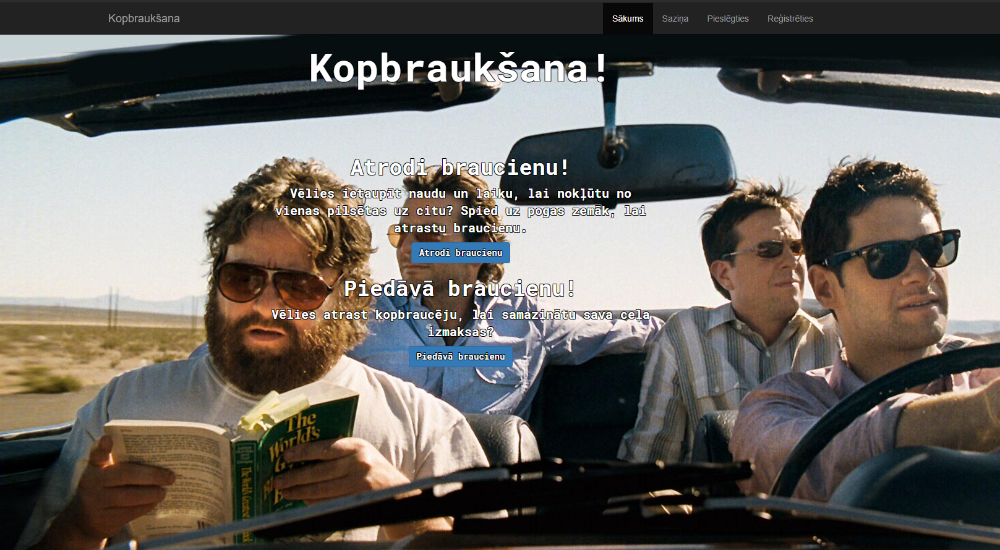 Kopbraukšana
Sākums Saziņa Pieslēgties Reģistrēties
Kopbraukšana!
Atrodi braucienu!
Vēlies ietaupīt naudu un laiku, lai nokļūtu no
vienas pilsētas uz citu? Spied uz pogas zemāk, lai
atrastu braucienu.
Atrodi braucienu
Piedāvā braucienu!
Vēlies atrast kopbraucēju, lai samazinātu sava ceļa
izmaksas?
Piedāvā braucienu
The
World's